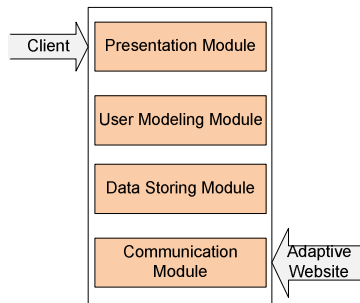 Client
Presentation Module
User Modeling Module
Data Storing Module
Communication
Module
Adaptive
Website